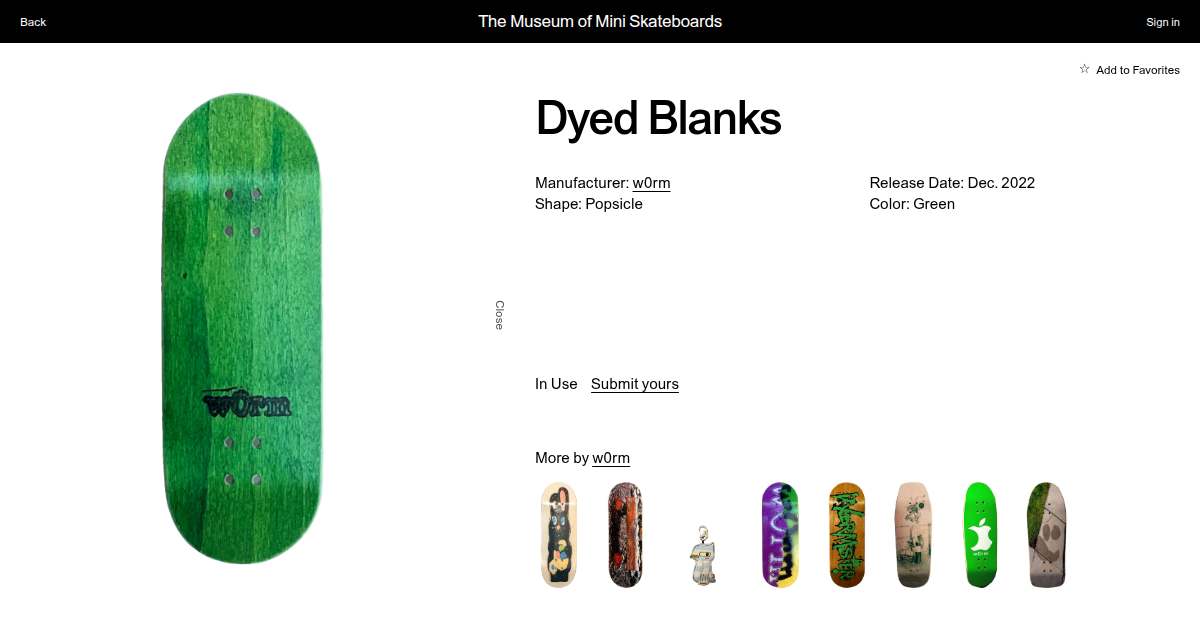 Back
The Museum of Mini Skateboards
Sign in
☆ Add to Favorites
Dyed Blanks
Manufacturer: w0rm
Shape: Popsicle
Release Date: Dec. 2022
Color: Green
w0rm
Close
In Use Submit yours
More by w0rm